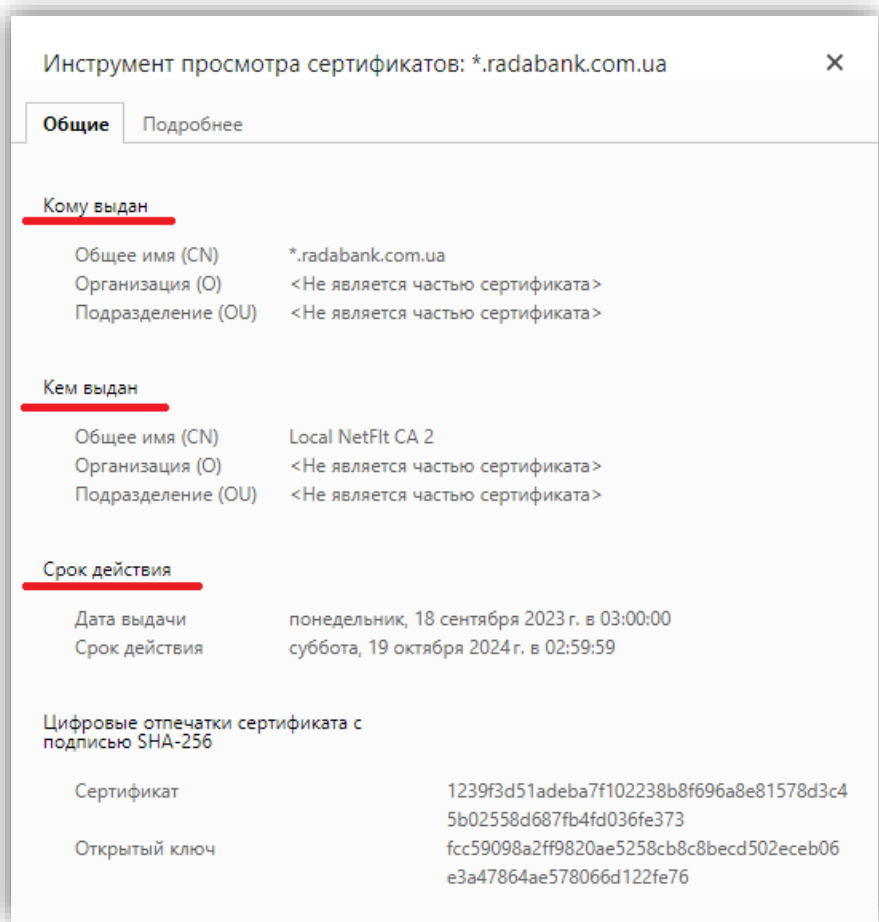 Инструмент просмотра сертификатов: *.radabank.com.ua
Общие Подробнее
Кому выдан
Общее имя (CN) *.radabank.com.ua
Организация (O) <Не является частью сертификата>
Подразделение (OU) <Не является частью сертификата>
Кем выдан
Общее имя (CN) Local NetFlt CA 2
Организация (O) <Не является частью сертификата>
Подразделение (OU) <Не является частью сертификата>
Срок действия
Дата выдачи понедельник, 18 сентября 2023 г. в 03:00:00
Срок действия суббота, 19 октября 2024 г. в 02:59:59
Цифровые отпечатки сертификата с
подписью SHA-256
Сертификат 1239f3d51adeba7f102238b8f696a8e81578d3c4
5b02558d687fb4fd036fe373
Открытый ключ fcc59098a2ff9820ae5258cb8c8becd502eceb06
e3a47864ae578066d122fe76